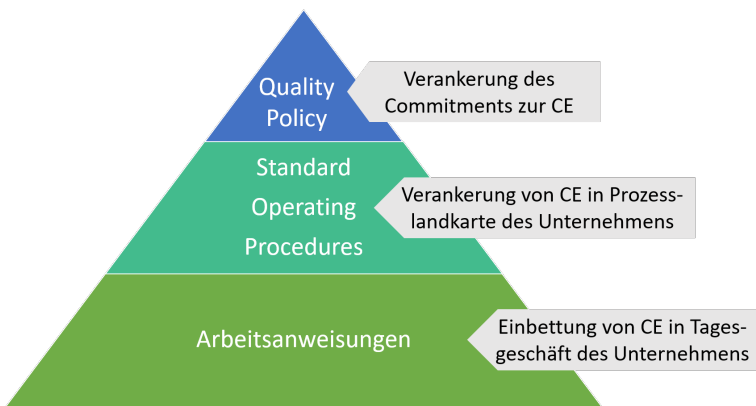 Quality
Policy
Verankerung des
Commitments zur CE
Standard
Operating
Procedures
Verankerung von CE in Prozess-
landkarte des Unternehmens
Arbeitsanweisungen
Einbettung von CE in Tages-
geschäft des Unternehmens